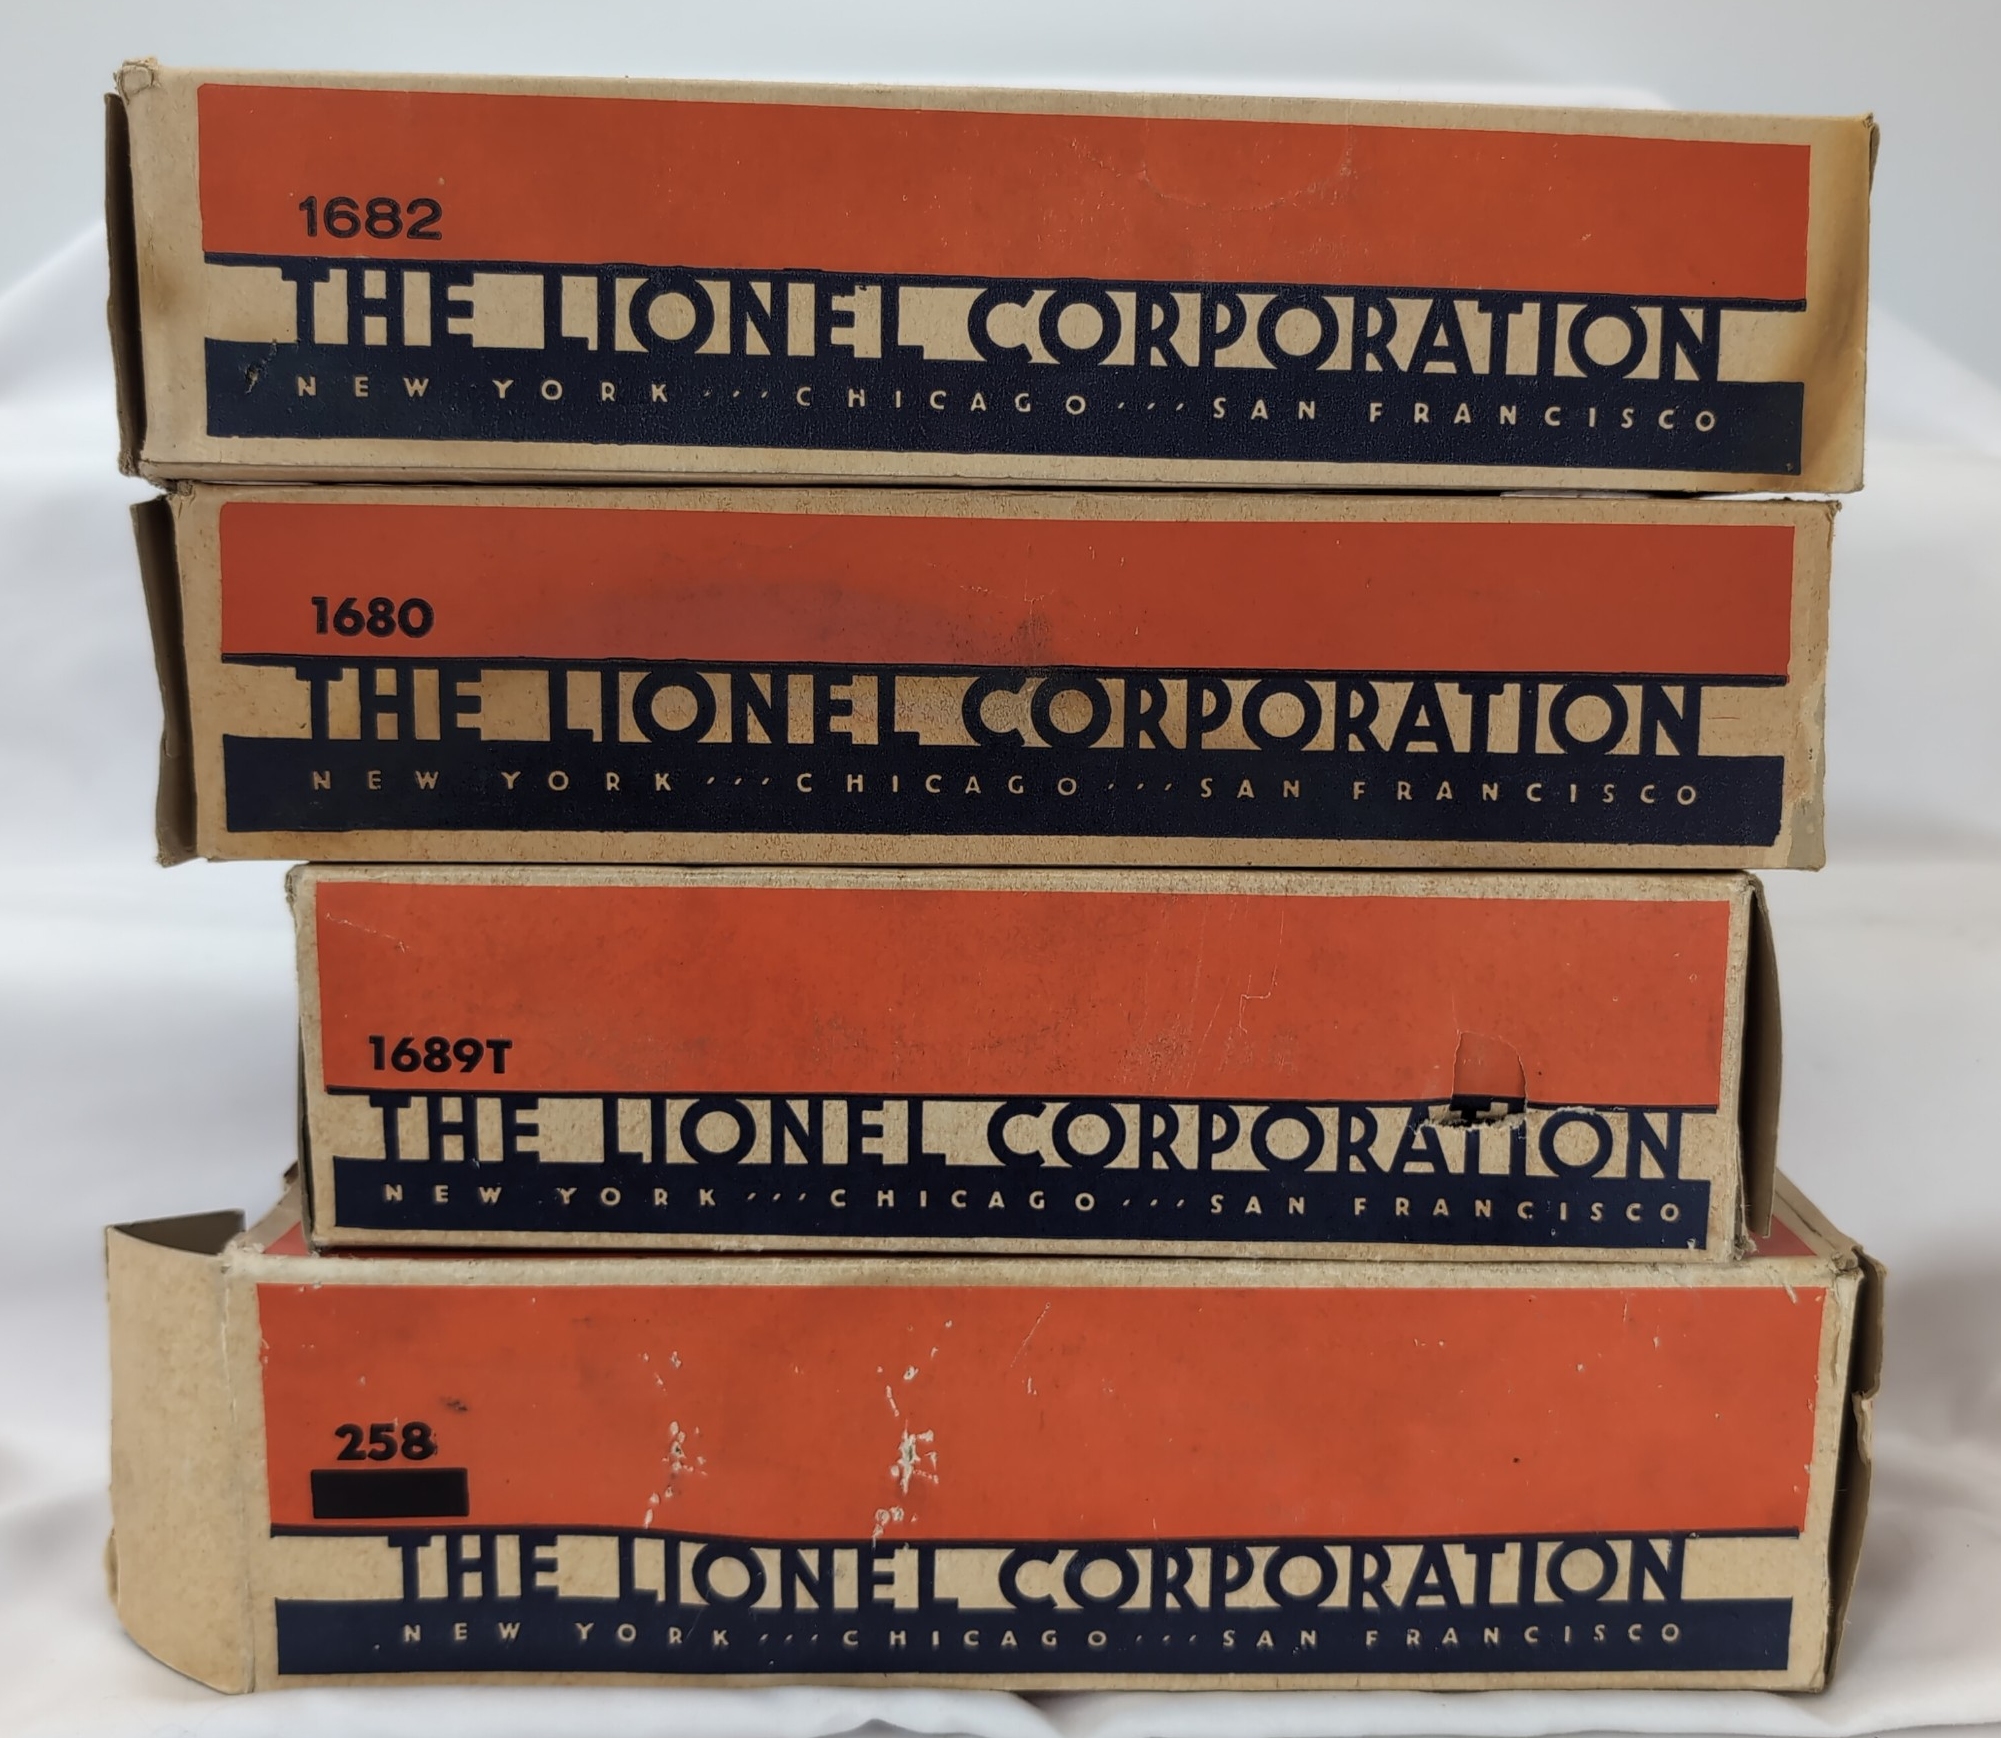 1682
THE LIONEL CORPORATION
NEW YORK ... CHICAGO ... SAN FRANCISCO
1680
THE LIONEL CORPORATION
NEW YORK ... CHICAGO ... SAN FRANCISCO
1689T
THE LIONEL CORPORATION
NEW YORK ... CHICAGO ... SAN FRANCISCO
258
THE LIONEL CORPORATION
NEW YORK ... CHICAGO ... SAN FRANCISCO